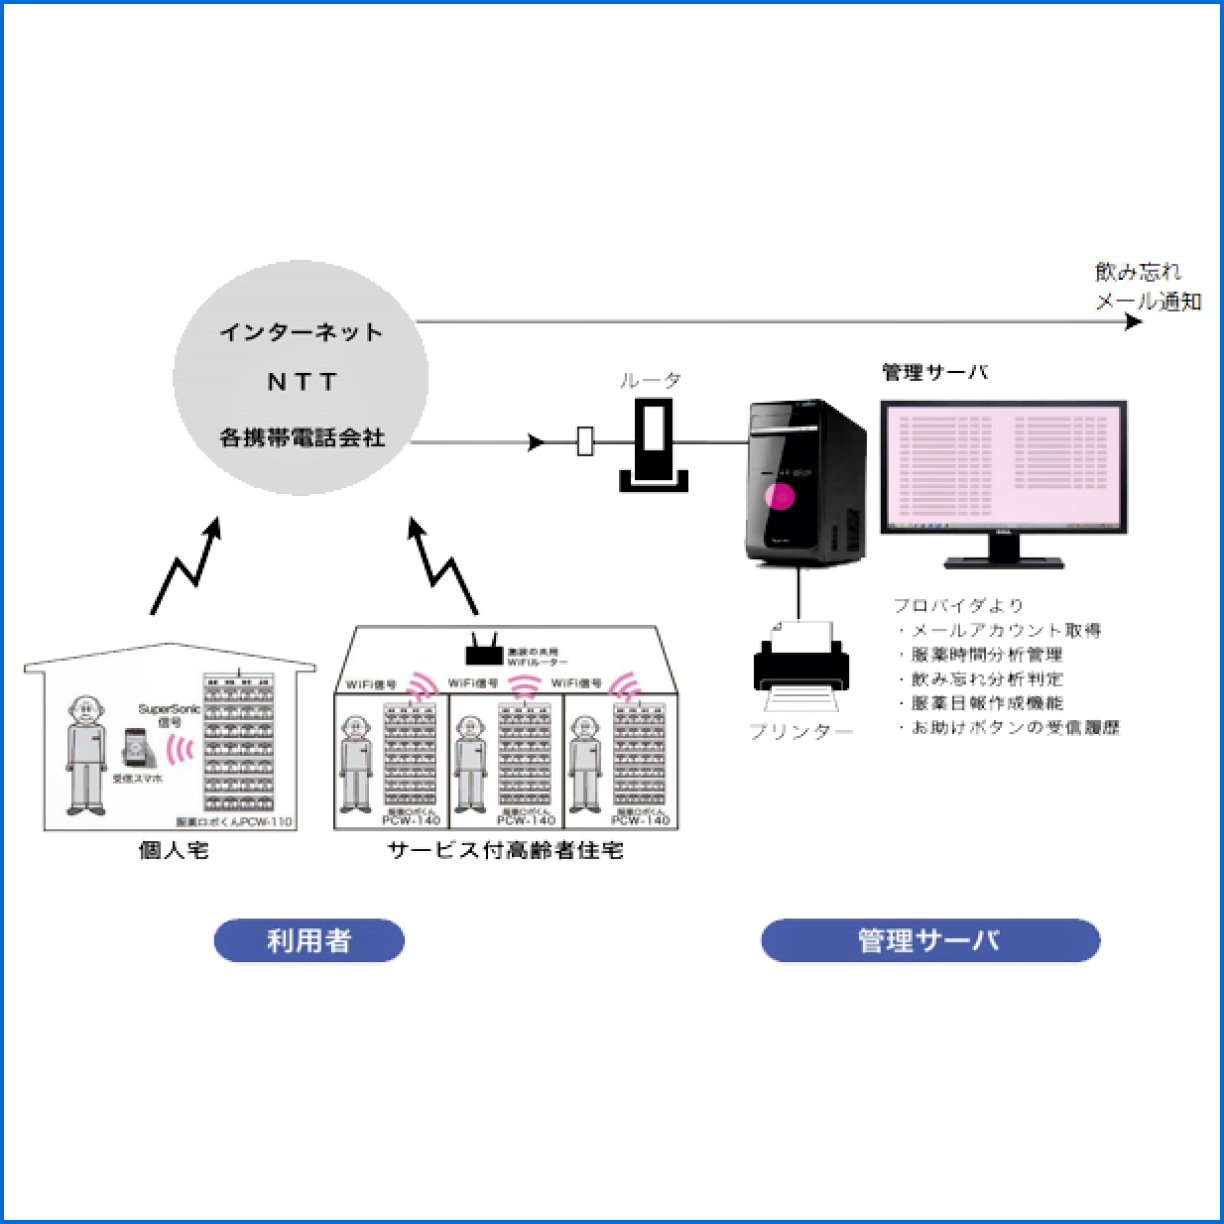 飲み忘れ
メール通知
インターネット
NTT
各携帯電話会社
ルータ
管理サーバ
プロバイダより
・メールアカウント取得
・服薬時間分析管理
・飲み忘れ分析判定
・服薬日報作成機能
・お助けボタンの受信履歴
プリンター
施設の共用
WiFiルーター
WiFi信号
WiFi信号
WiFi信号
SuperSonic
信号
受信スマホ
服薬ロボくんPCW-110
服薬ロボくん
PCW-140
服薬ロボくん
PCW-140
服薬ロボくん
PCW-140
個人宅
サービス付高齢者住宅
利用者
管理サーバ